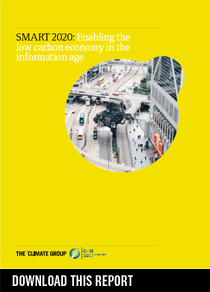 SMART 2020: Enabling the
low carbon economy in the
information age
THE °CLIMATE GROUP
DOWNLOAD THIS REPORT